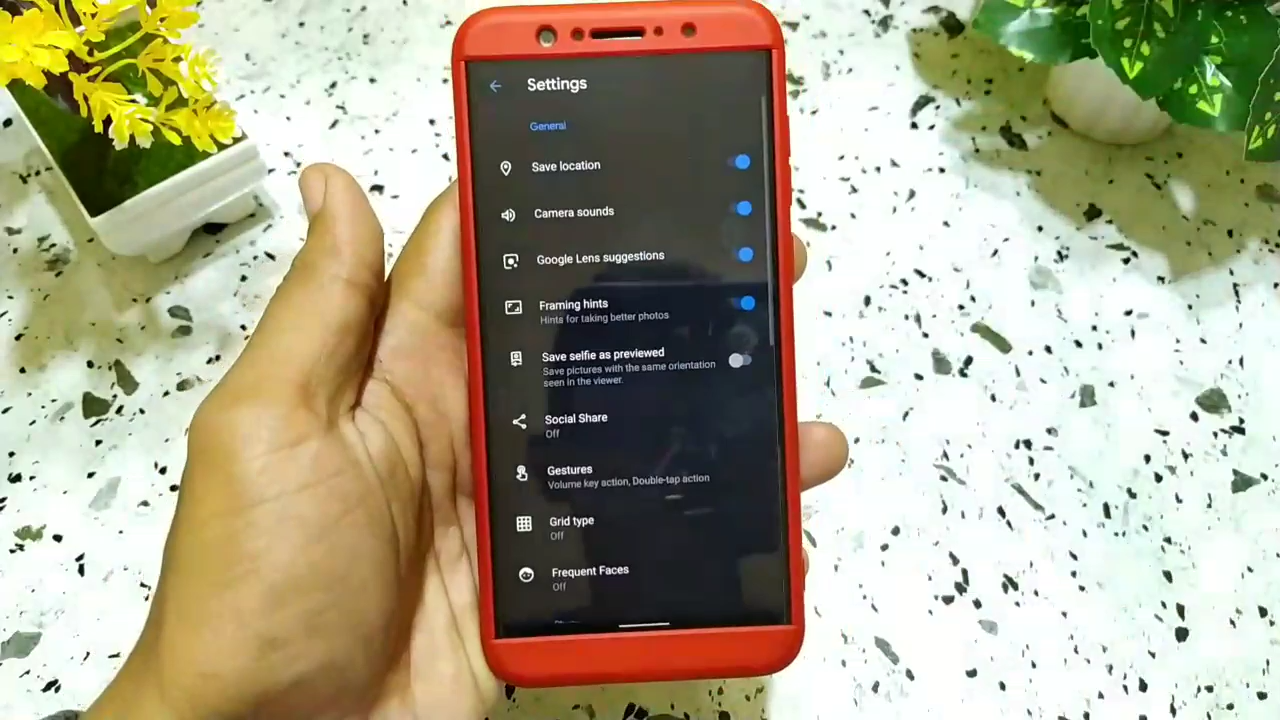 Settings
General
Save location
Camera sounds
Google Lens suggestions
Framing hints
Hints for taking better photos
Save selfie as previewed
Save pictures with the same orientation
seen in the viewer.
Social Share
Off
Gestures
Volume key action, Double-tap action
Grid type
Off
Frequent Faces
Off